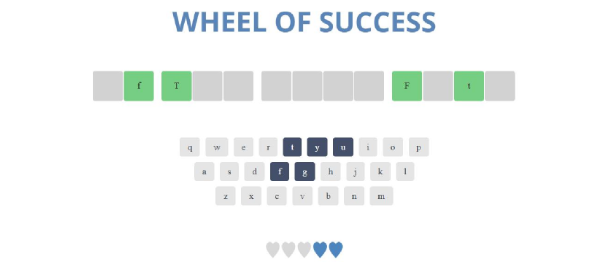 WHEEL OF SUCCESS
f T F t
q w e r t y u i o p
a s d f g h j k l
z x c v b n m